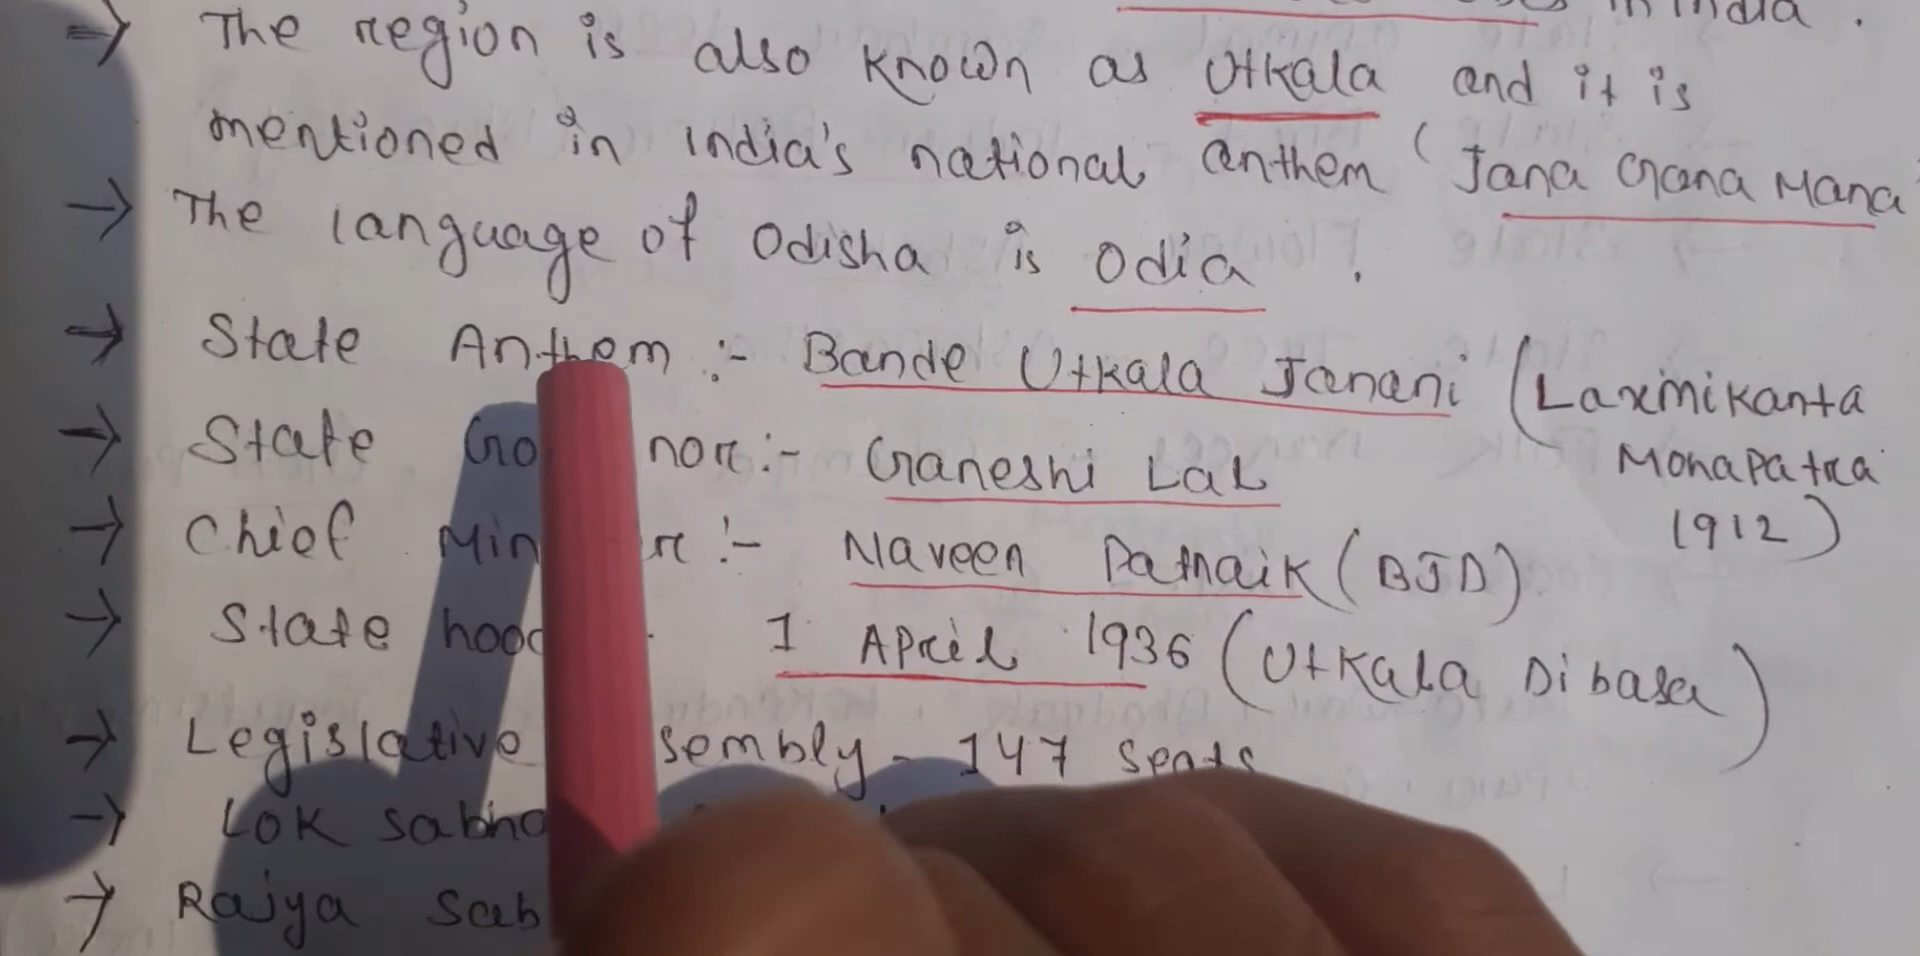 in India.
→ The region is also known as Utkala and it is
mentioned in India's national anthem (Jana Gana Mana
→ The language of Odisha is Odia.
→ State Anthem :- Bande Utkala Janani (Laxmikanta
Mohapatra
1912)
→ State nor :- Ganeshi Lal
→ Chief :- Naveen Patnaik (BJD)
→ State hood 1 April 1936 (Utkala Dibasa)
→ Legislative sembly - 147 seats
→ Lok sabha
→ Rajya Sab